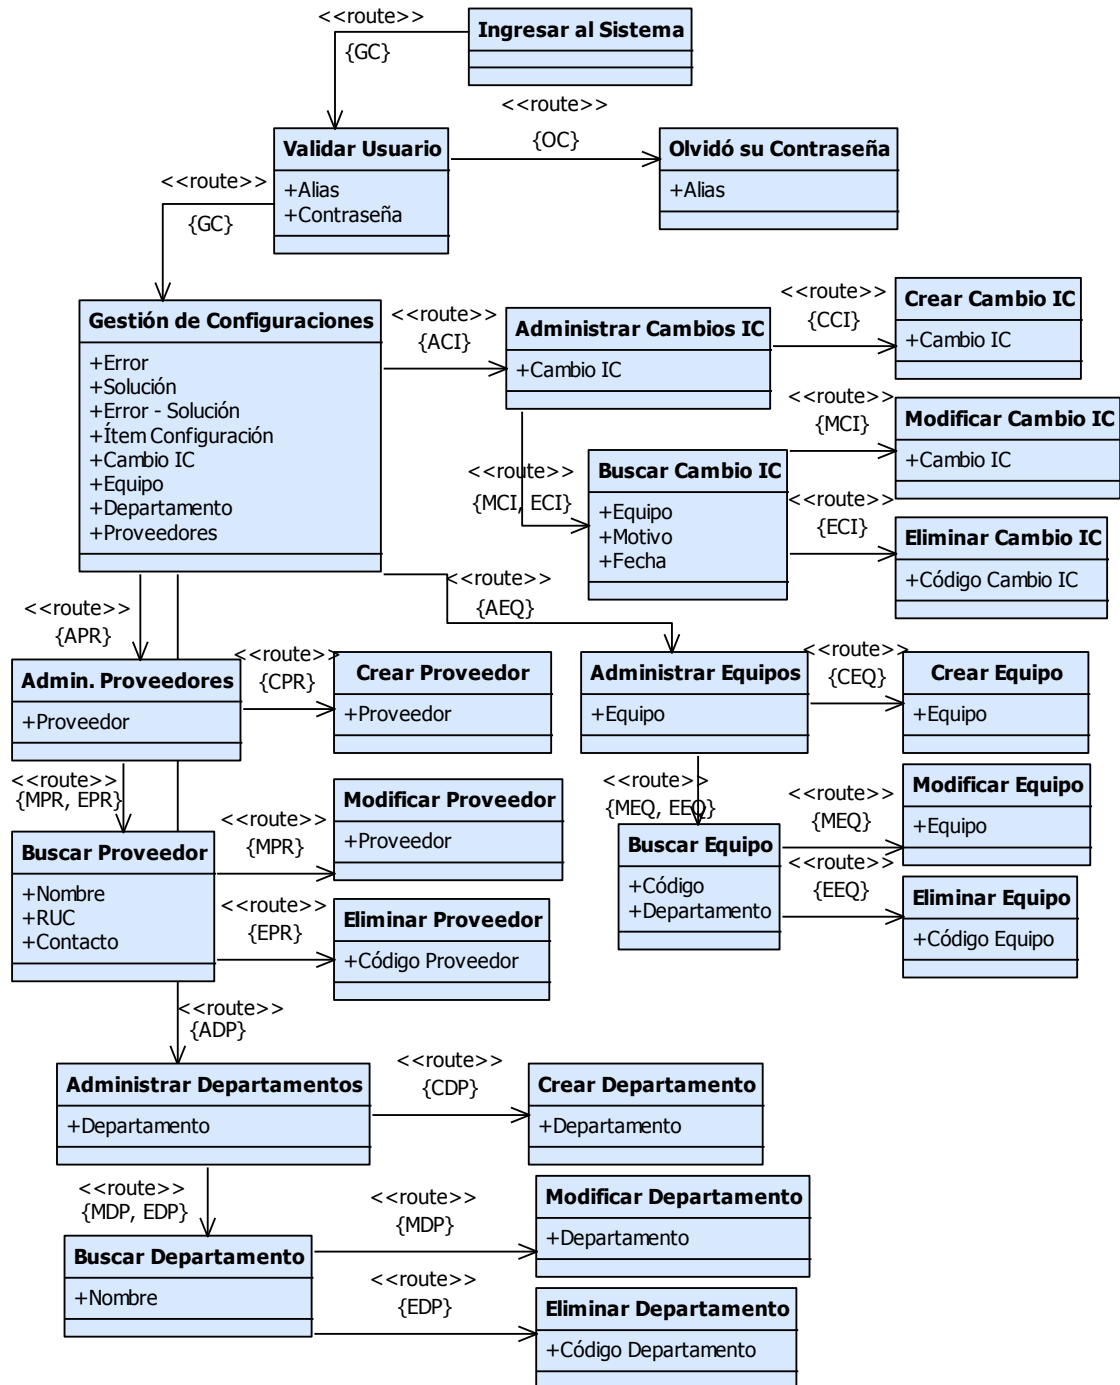 <<route>>
{GC}
Ingresar al Sistema
<<route>>
{OC}
Validar Usuario
+Alias
+Contraseña
Olvidó su Contraseña
+Alias
<<route>>
{GC}
Gestión de Configuraciones
+Error
+Solución
+Error - Solución
+Ítem Configuración
+Cambio IC
+Equipo
+Departamento
+Proveedores
<<route>>
{ACI}
Administrar Cambios IC
+Cambio IC
<<route>>
{CCI}
Crear Cambio IC
+Cambio IC
<<route>>
{MCI, ECI}
Buscar Cambio IC
+Equipo
+Motivo
+Fecha
<<route>>
{MCI}
Modificar Cambio IC
+Cambio IC
<<route>>
{ECI}
Eliminar Cambio IC
+Código Cambio IC
<<route>>
{AEQ}
<<route>>
{APR}
Admin. Proveedores
+Proveedor
<<route>>
{CPR}
Crear Proveedor
+Proveedor
Administrar Equipos
+Equipo
<<route>>
{CEQ}
Crear Equipo
+Equipo
<<route>>
{MPR, EPR}
Buscar Proveedor
+Nombre
+RUC
+Contacto
<<route>>
{MPR}
Modificar Proveedor
+Proveedor
<<route>>
{EPR}
Eliminar Proveedor
+Código Proveedor
<<route>>
{MEQ, EEQ}
Buscar Equipo
+Código
+Departamento
<<route>>
{MEQ}
Modificar Equipo
+Equipo
<<route>>
{EEQ}
Eliminar Equipo
+Código Equipo
<<route>>
{ADP}
Administrar Departamentos
+Departamento
<<route>>
{CDP}
Crear Departamento
+Departamento
<<route>>
{MDP, EDP}
Buscar Departamento
+Nombre
<<route>>
{MDP}
Modificar Departamento
+Departamento
<<route>>
{EDP}
Eliminar Departamento
+Código Departamento